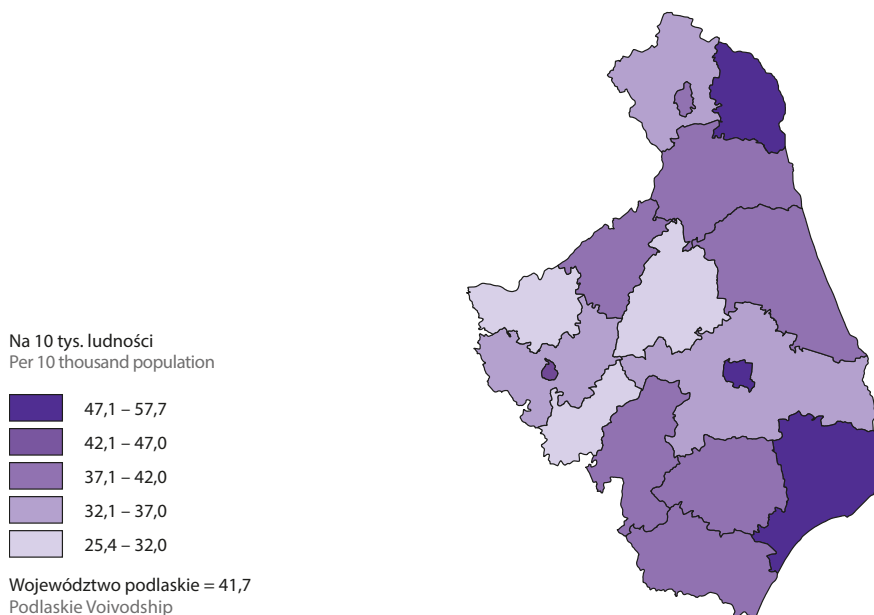 Na 10 tys. ludności
Per 10 thousand population
47,1 – 57,7
42,1 – 47,0
37,1 – 42,0
32,1 – 37,0
25,4 – 32,0
Województwo podlaskie = 41,7
Podlaskie Voivodship